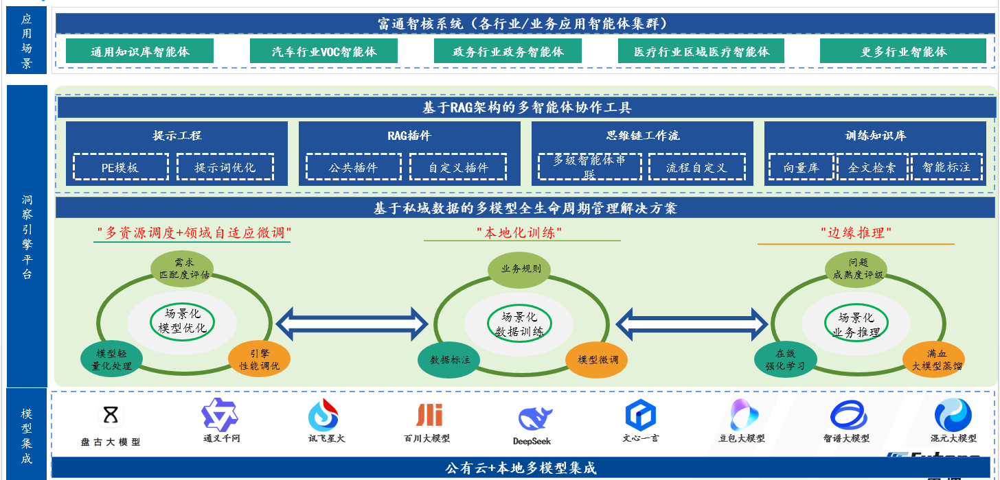 应用场景
富通智核系统（各行业/业务应用智能体集群）
通用知识库智能体
汽车行业VOC智能体
政务行业政务智能体
医疗行业区域医疗智能体
更多行业智能体
洞察引擎平台
基于RAG架构的多智能体协作工具
提示工程
PE模板
提示词优化
RAG插件
公共插件
自定义插件
思维链工作流
多级智能体串
联
流程自定义
训练知识库
向量库
全文检索
智能标注
基于私域数据的多模型全生命周期管理解决方案
"多资源调度+领域自适应微调"
"本地化训练"
"边缘推理"
需求
匹配度评估
场景化
模型优化
模型轻
量化处理
引擎
性能调优
业务规则
场景化
数据训练
数据标注
模型微调
问题
成熟度评级
场景化
业务推理
在线
强化学习
满血
大模型蒸馏
模型集成
盘古大模型
通义千问
讯飞星火
百川大模型
DeepSeek
文心一言
豆包大模型
智谱大模型
混元大模型
公有云+本地多模型集成